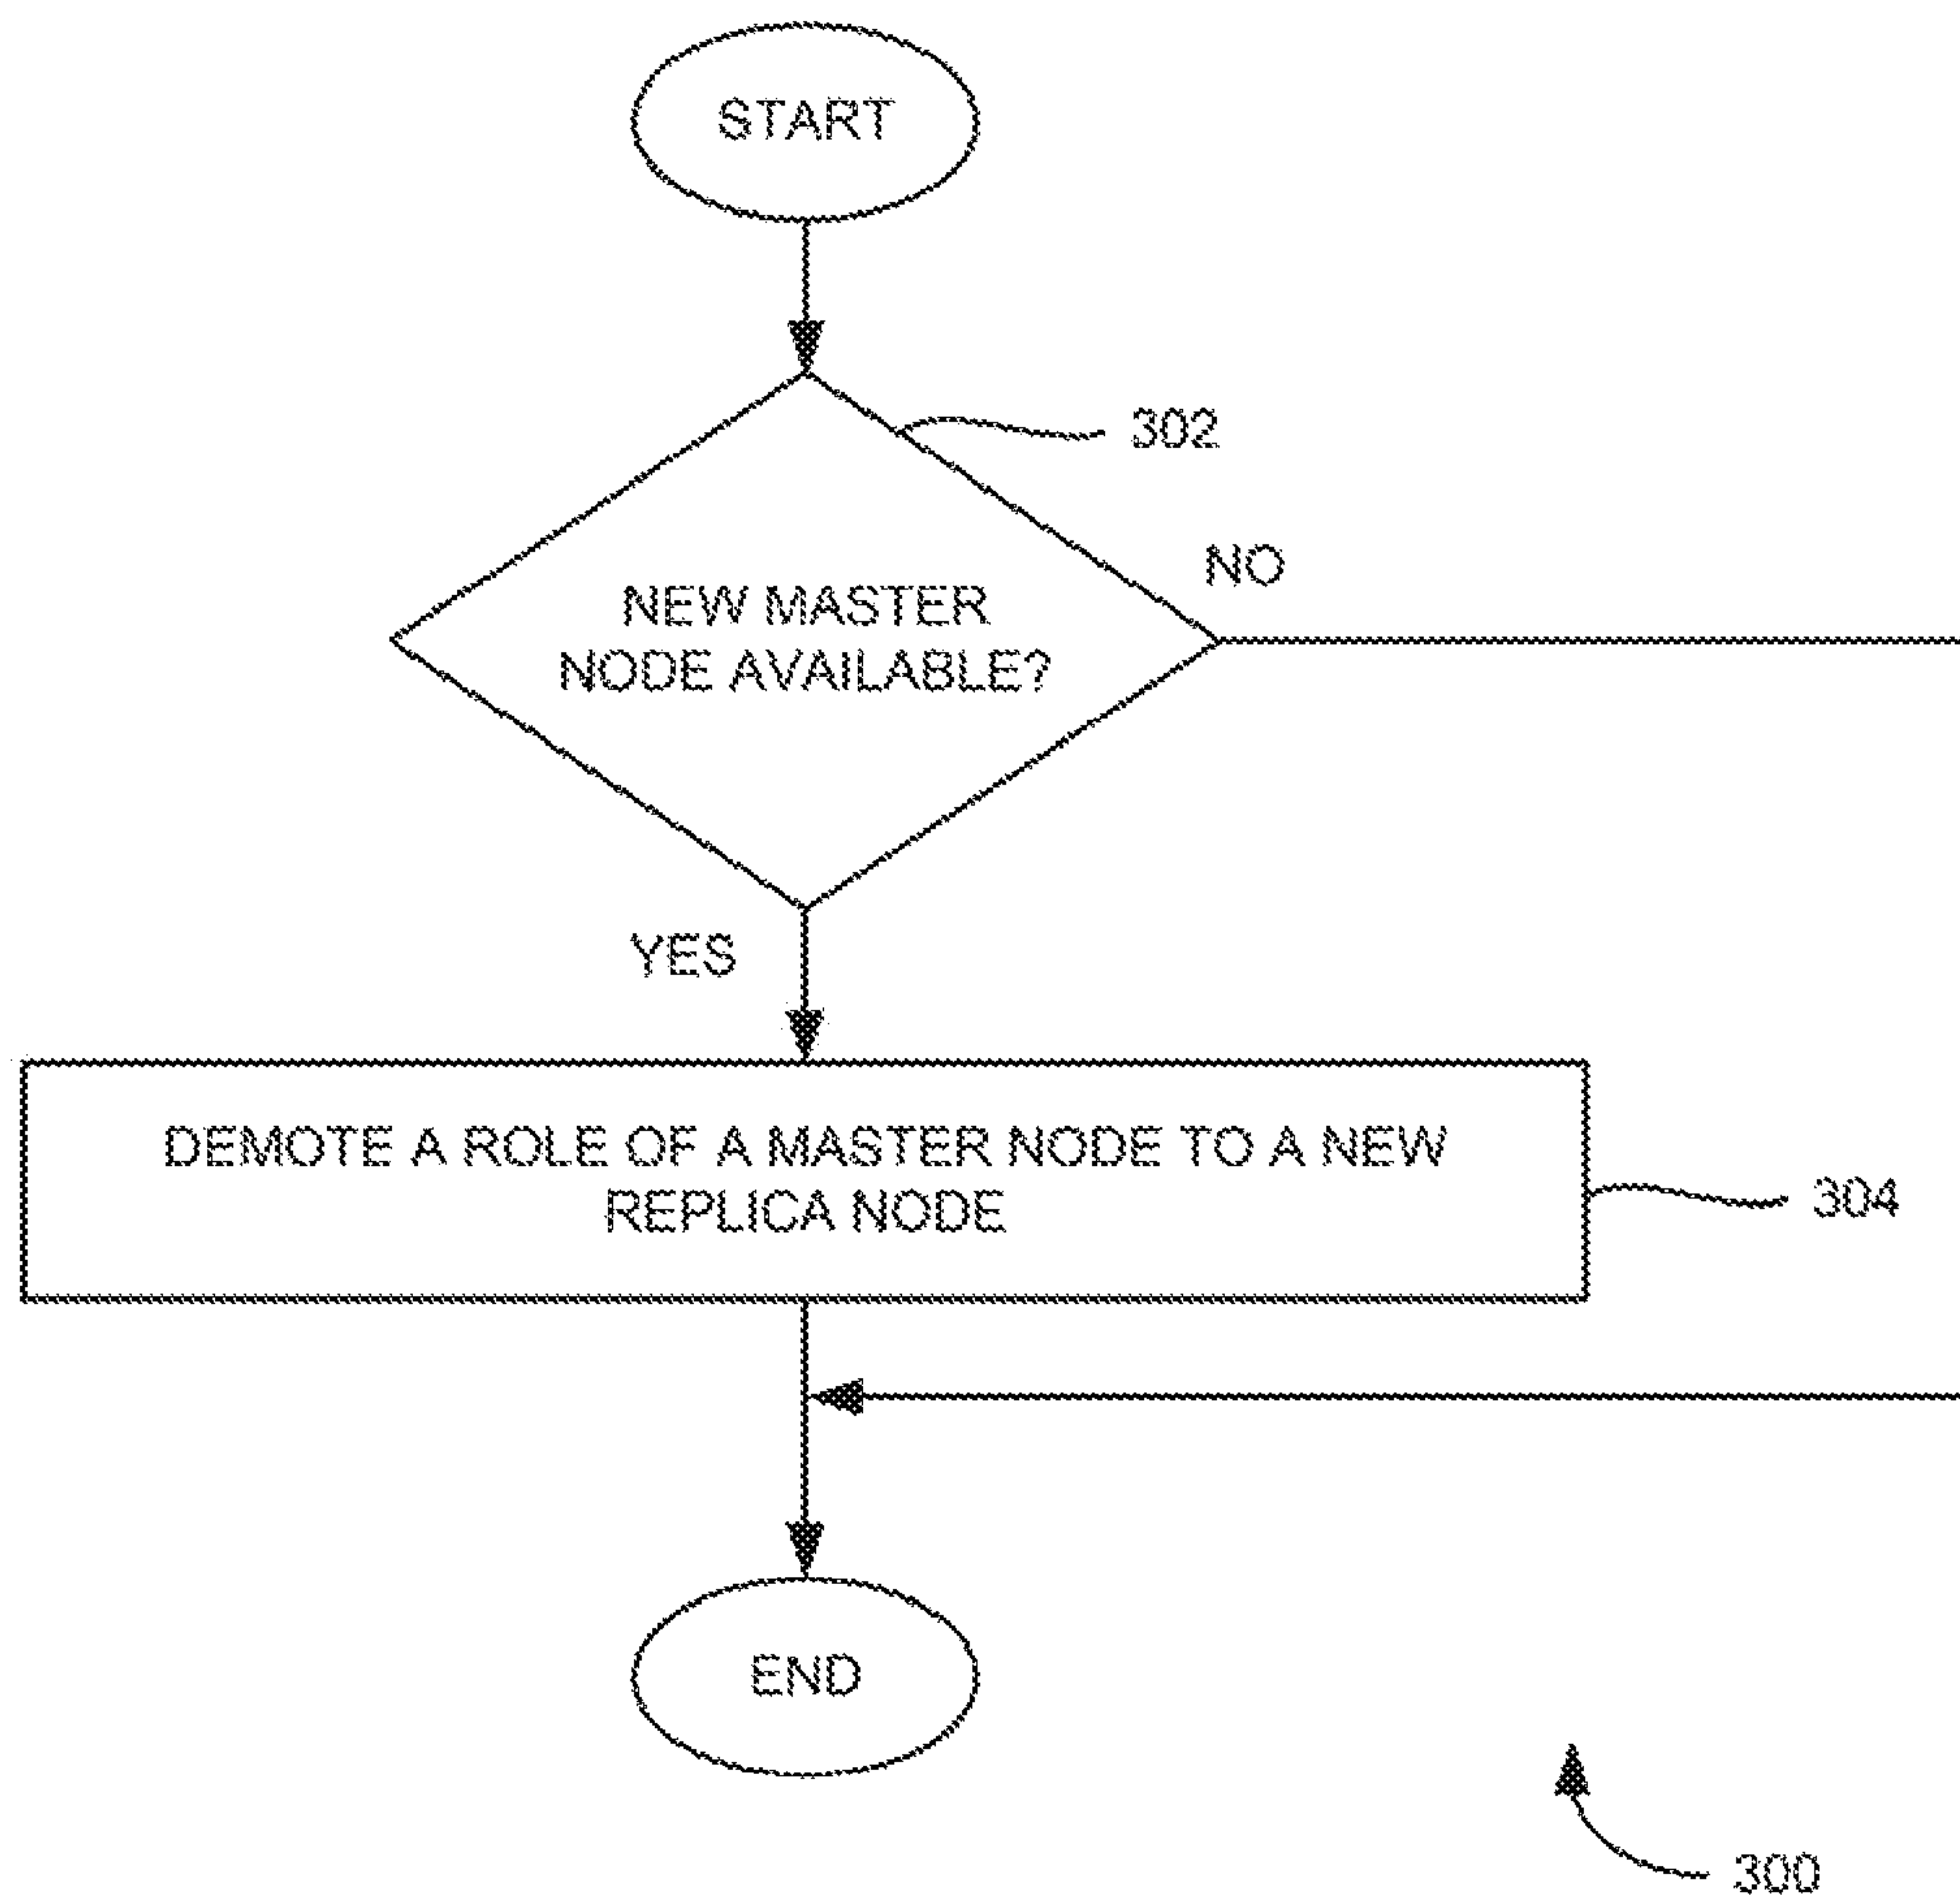 START
302
NO
NEW MASTER
NODE AVAILABLE?
YES
DEMOTE A ROLE OF A MASTER NODE TO A NEW
REPLICA NODE
304
END
300